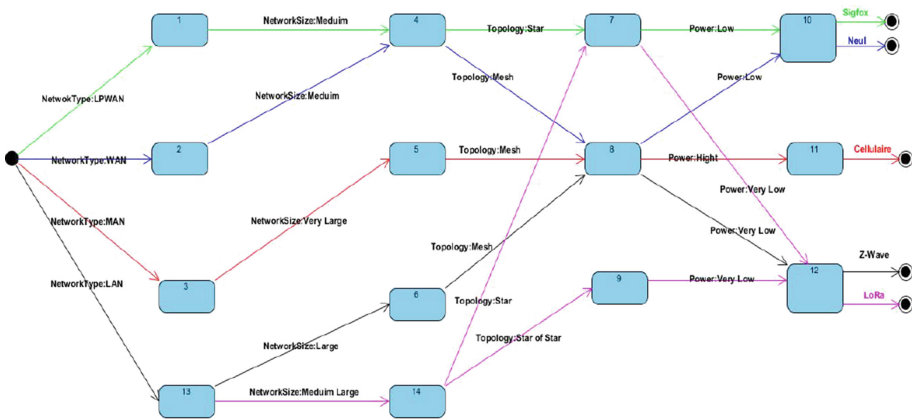 1
NetworkSize:Meduim
4
Topology:Star
7
Power:Low
10
Sigfox
Neul
NetwokType:LPWAN
NetworkSize:Meduim
Topology:Mesh
Power:Low
NetworkType:WAN
2
5
Topology:Mesh
8
Power:Hight
11
Cellulaire
NetworkType:MAN
NetworkSize:Very Large
Power:Very Low
Topology:Mesh
Power:Very Low
NetworkType:LAN
3
6
Topology:Star
9
Power:Very Low
12
Z-Wave
LoRa
NetworkSize:Large
Topology:Star of Star
13
NetworkSize:Meduim Large
14